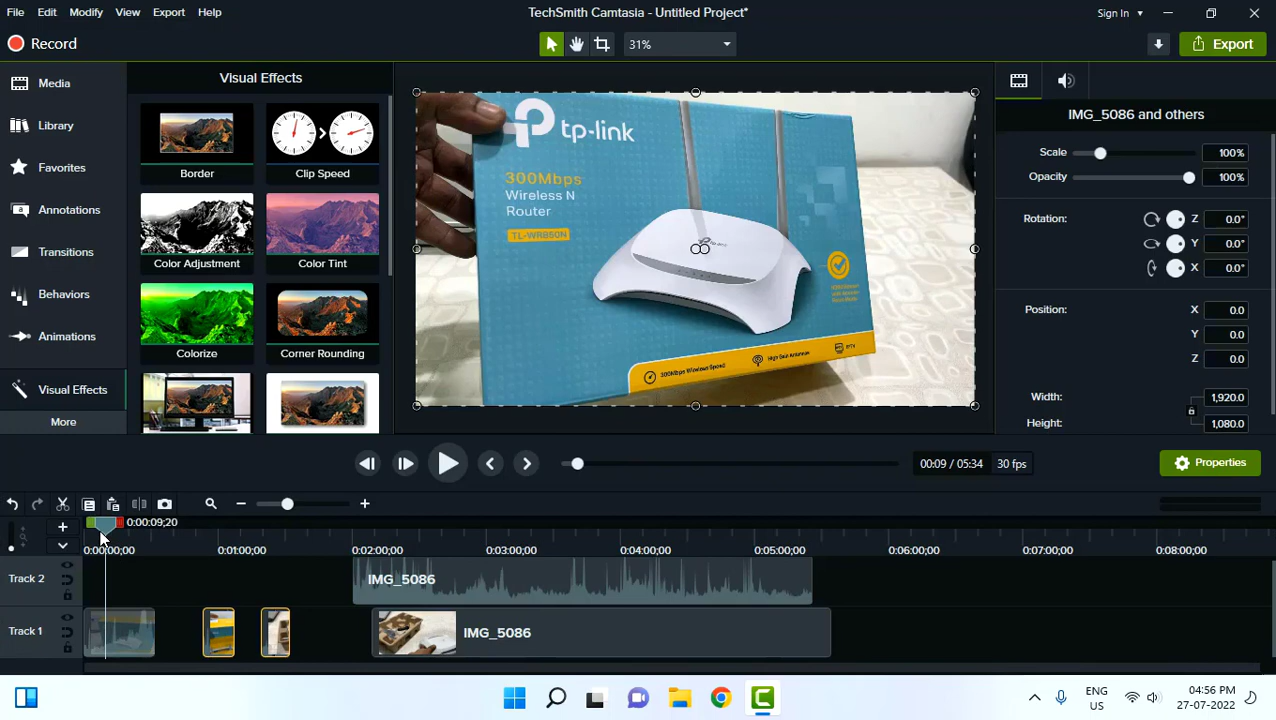 File Edit Modify View Export Help
TechSmith Camtasia - Untitled Project*
Sign In
Record
31%
Export
Media
Library
Favorites
Annotations
Transitions
Behaviors
Animations
Visual Effects
More
Visual Effects
Border
Clip Speed
Color Adjustment
Color Tint
Colorize
Corner Rounding
tp-link
300Mbps
Wireless N
Router
TL-WR850N
300Mbps Wireless Speed
High Gain Antennas
IPTV
IMG_5086 and others
Scale 100%
Opacity 100%
Rotation: Z 0.0°
Y 0.0°
X 0.0°
Position: X 0.0
Y 0.0
Z 0.0
Width: 1,920.0
Height: 1,080.0
00:09 / 05:34 30 fps
Properties
0:00:09;20
0:00:00;00 0:01:00;00 0:02:00;00 0:03:00;00 0:04:00;00 0:05:00;00 0:06:00;00 0:07:00;00 0:08:00;00
Track 2
IMG_5086
Track 1
IMG_5086
ENG
US
04:56 PM
27-07-2022